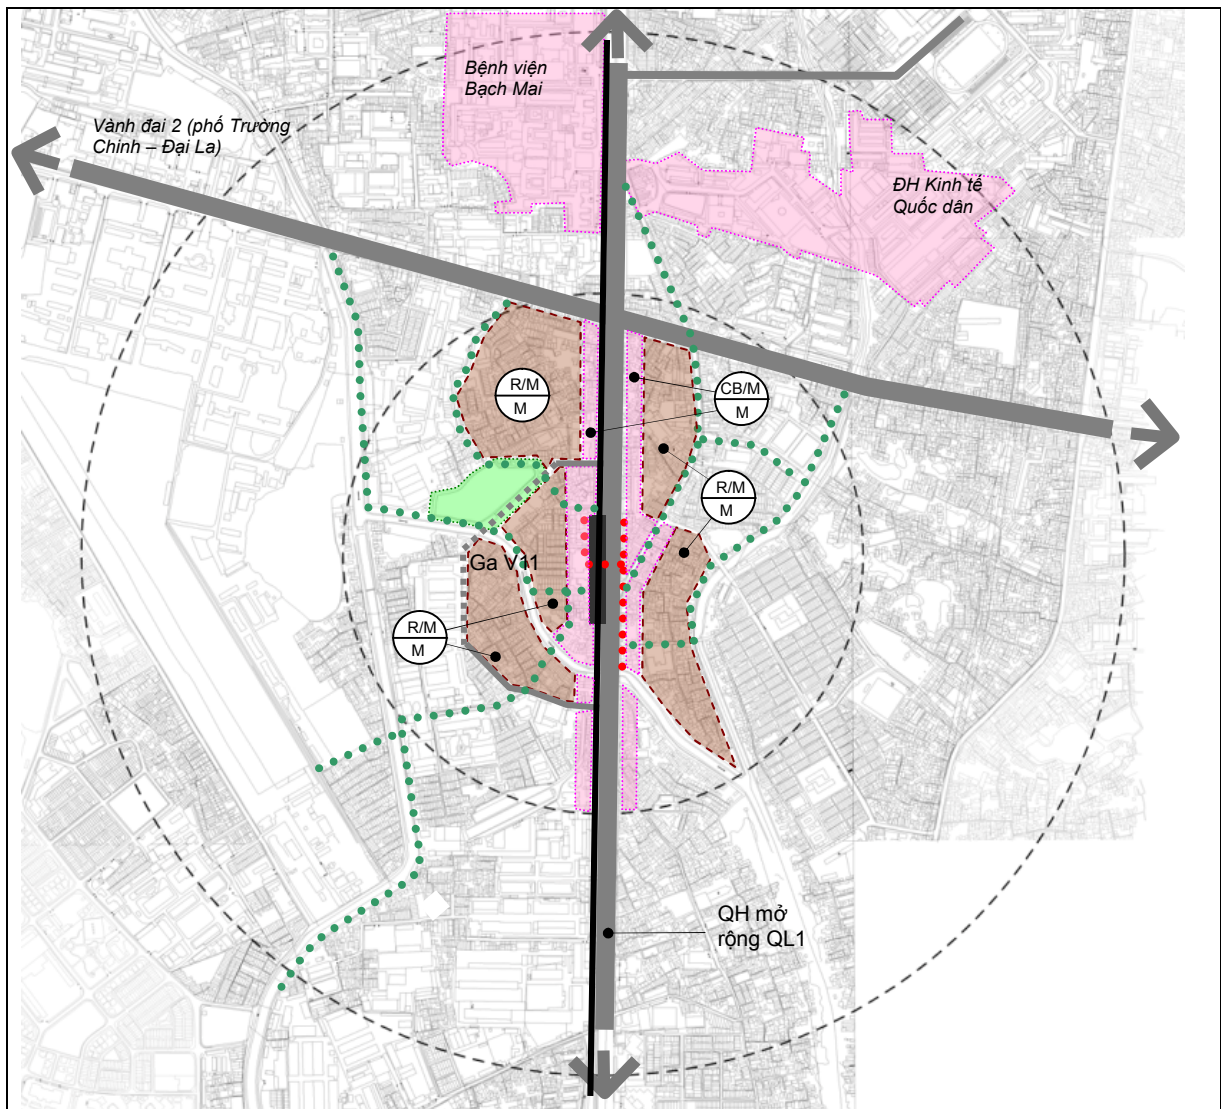 Bệnh viện
Bạch Mai
Vành đai 2 (phố Trường
Chinh – Đại La)
ĐH Kinh tế
Quốc dân
R/M
M
CB/M
M
R/M
M
Ga V11
R/M
M
QH mở
rộng QL1